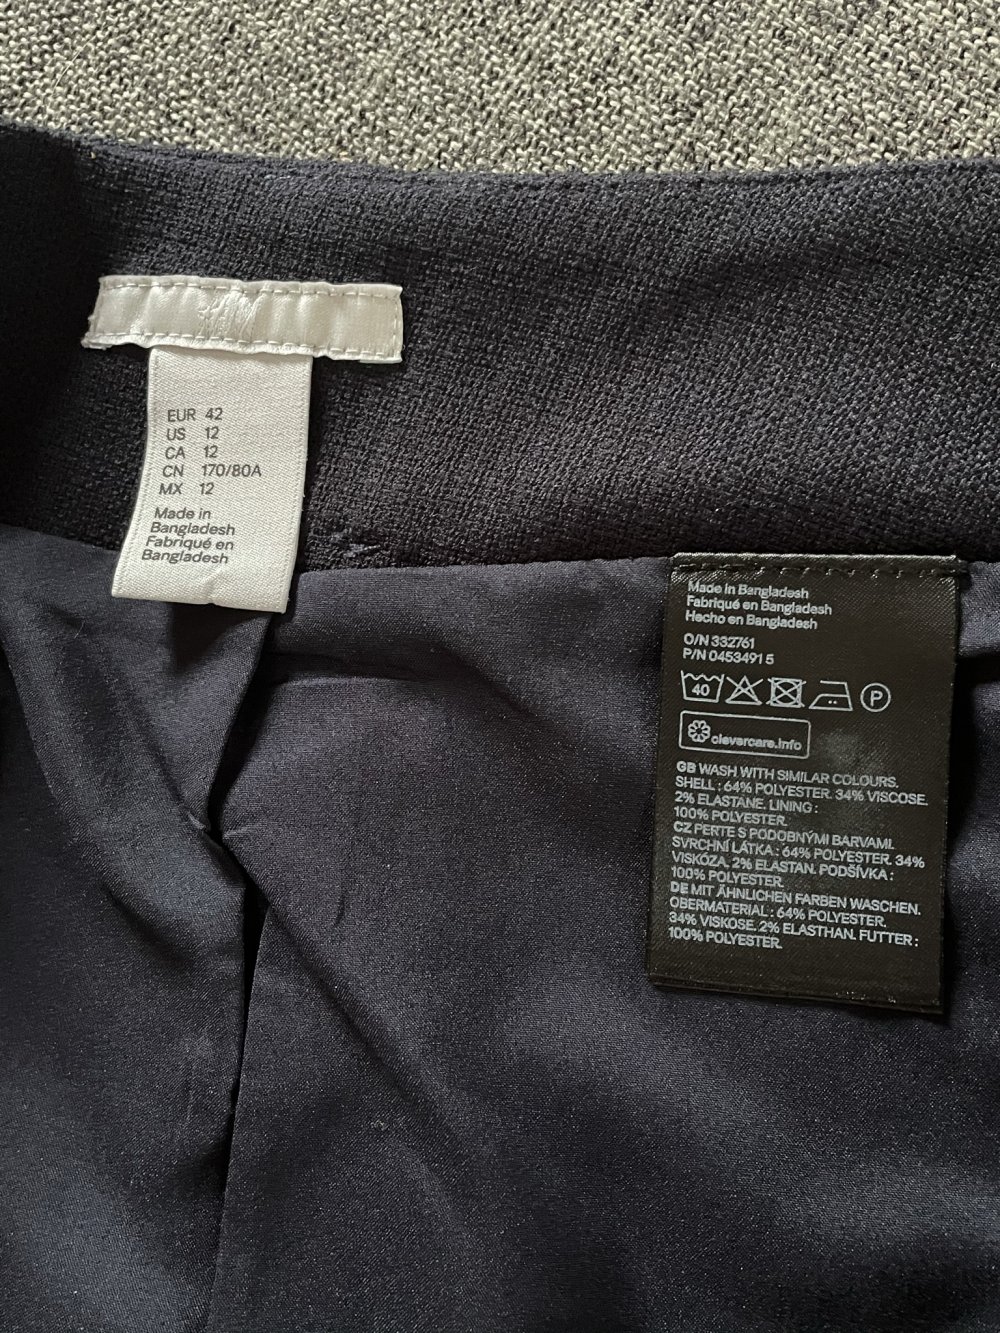 H&M
EUR 42
US 12
CA 12
CN 170/80A
MX 12
Made in
Bangladesh
Fabriqué en
Bangladesh
Made in Bangladesh
Fabriqué en Bangladesh
Hecho en Bangladesh
O/N 332761
P/N 0453491 5
40
P
clevercare.info
GB WASH WITH SIMILAR COLOURS.
SHELL : 64% POLYESTER. 34% VISCOSE.
2% ELASTANE. LINING :
100% POLYESTER.
CZ PERTE S PODOBNÝMI BARVAMI.
SVRCHNÍ LÁTKA : 64% POLYESTER. 34%
VISKÓZA. 2% ELASTAN. PODŠÍVKA :
100% POLYESTER.
DE MIT ÄHNLICHEN FARBEN WASCHEN.
OBERMATERIAL : 64% POLYESTER.
34% VISKOSE. 2% ELASTHAN. FUTTER :
100% POLYESTER.